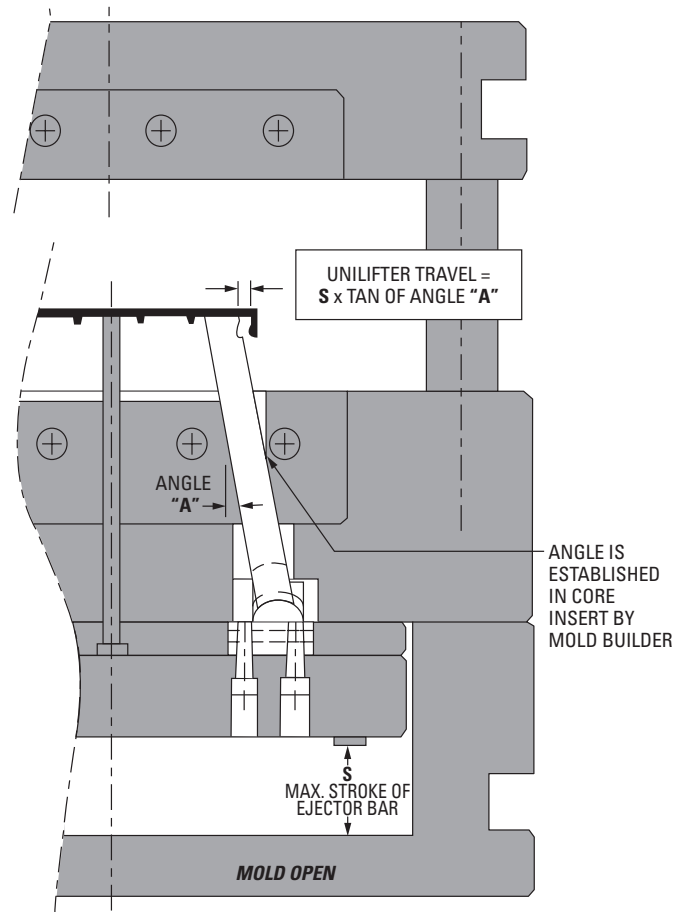 UNILIFTER TRAVEL =
S x TAN OF ANGLE “A”
ANGLE
“A”
ANGLE IS
ESTABLISHED
IN CORE
INSERT BY
MOLD BUILDER
S
MAX. STROKE OF
EJECTOR BAR
MOLD OPEN